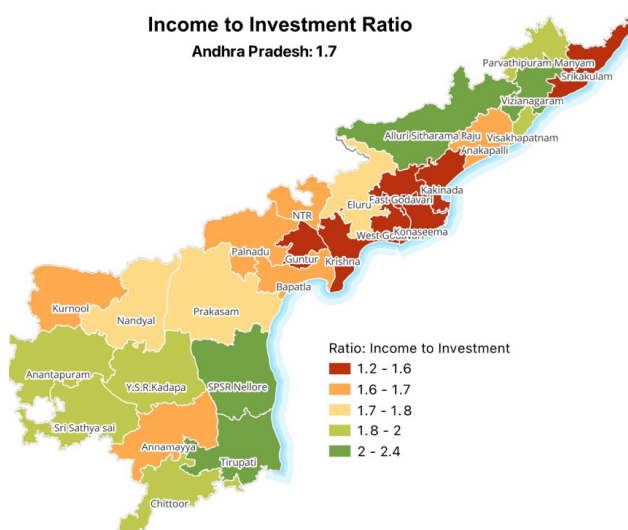 Income to Investment Ratio
Andhra Pradesh: 1.7
Parvathipuram Manyam
Srikakulam
Vizianagaram
Alluri Sitharama Raju
Visakhapatnam
Anakapalli
Kakinada
East Godavari
Eluru
NTR
West Godavari
Konaseema
Palnadu
Guntur
Krishna
Bapatla
Kurnool
Nandyal
Prakasam
Anantapuram
Y.S.R.Kadapa
SPSR Nellore
Sri Sathya sai
Annamayya
Tirupati
Chittoor
Ratio: Income to Investment
1.2 - 1.6
1.6 - 1.7
1.7 - 1.8
1.8 - 2
2 - 2.4